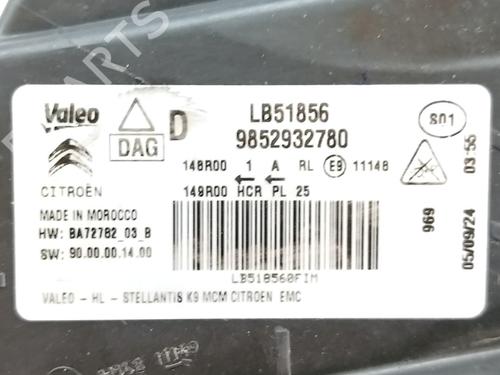 PARTS
Valeo
DAG
D
LB51856
9852932780
S01
148R00 1 A RL E9 11148
CITROËN
149R00 HCR PL 25
MADE IN MOROCCO
HW: BA72782_03_B
SW: 90.00.00.14.00
LB518560FIM
VALEO - HL - STELLANTIS K9 MCM CITROEN EMC
969
05/09/24 03:55